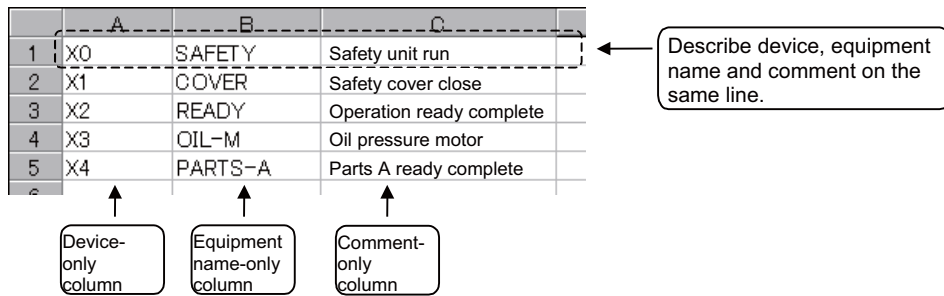 A B C
1 X0 SAFETY Safety unit run
2 X1 COVER Safety cover close
3 X2 READY Operation ready complete
4 X3 OIL-M Oil pressure motor
5 X4 PARTS-A Parts A ready complete
6
Describe device, equipment
name and comment on the
same line.
Device-
only
column
Equipment
name-only
column
Comment-
only
column